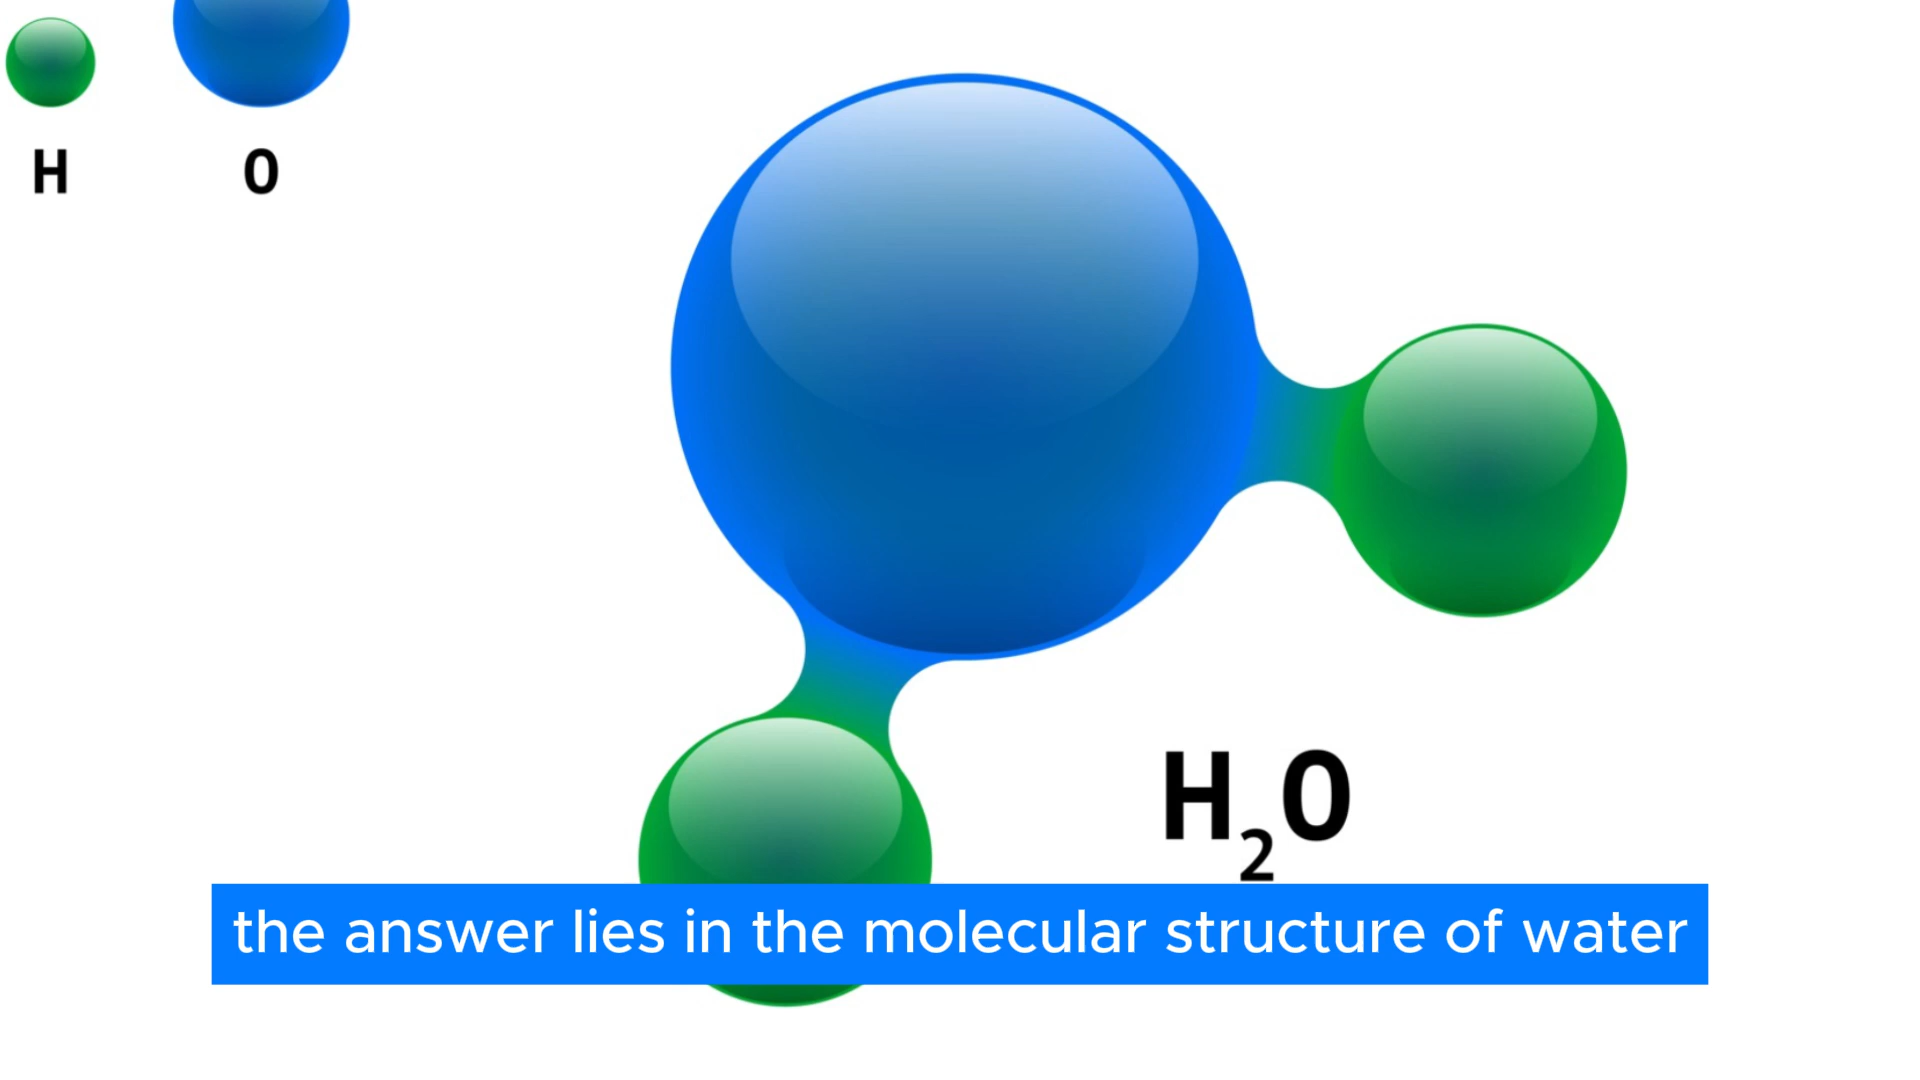 H O
H₂O
the answer lies in the molecular structure of water